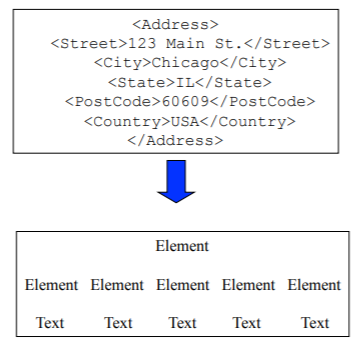 <Address>
<Street>123 Main St.</Street>
<City>Chicago</City>
<State>IL</State>
<PostCode>60609</PostCode>
<Country>USA</Country>
</Address>
Element
Element Element Element Element Element
Text Text Text Text Text